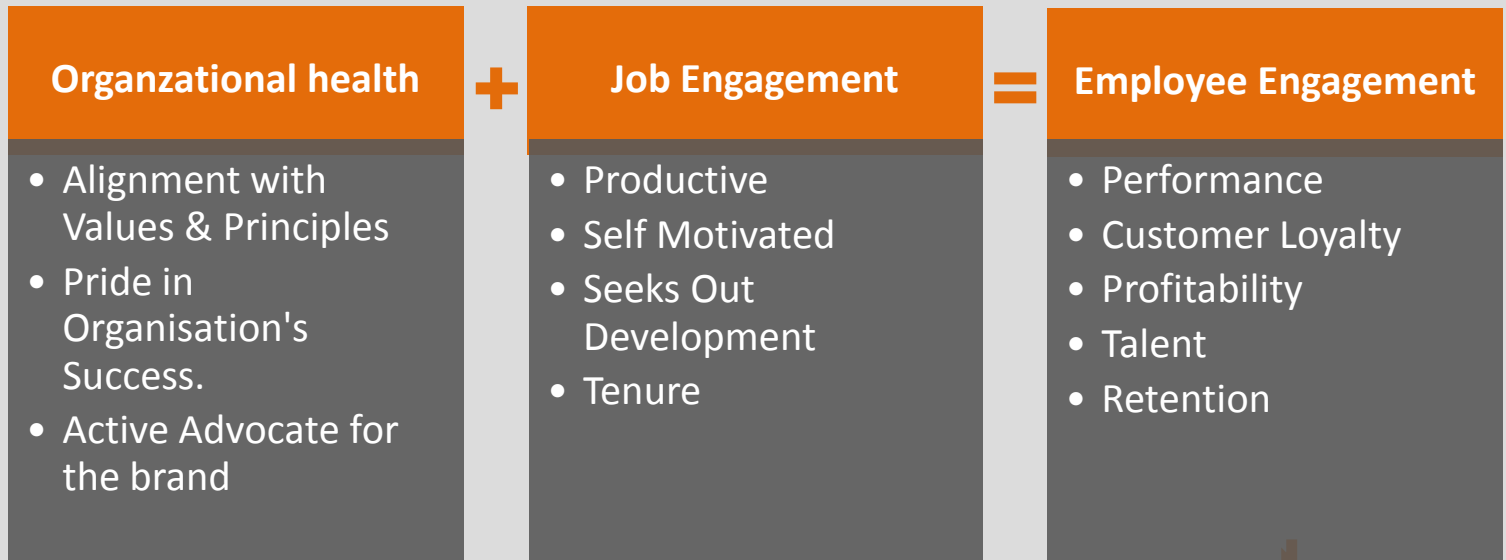 Organzational health
+
Job Engagement
=
Employee Engagement
• Alignment with
Values & Principles
• Pride in
Organisation's
Success.
• Active Advocate for
the brand
• Productive
• Self Motivated
• Seeks Out
Development
• Tenure
• Performance
• Customer Loyalty
• Profitability
• Talent
• Retention